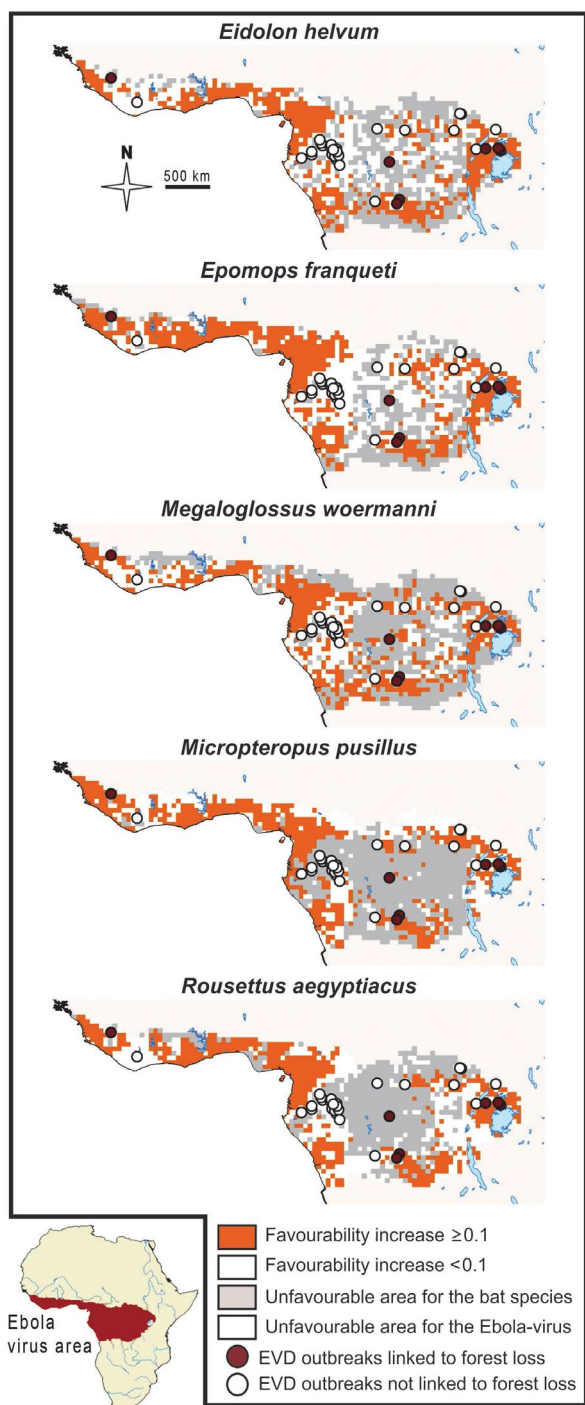 Eidolon helvum
N
500 km
Epomops franqueti
Megaloglossus woermanni
Micropteropus pusillus
Rousettus aegyptiacus
Ebola
virus area
Favourability increase ≥0.1
Favourability increase <0.1
Unfavourable area for the bat species
Unfavourable area for the Ebola-virus
EVD outbreaks linked to forest loss
EVD outbreaks not linked to forest loss